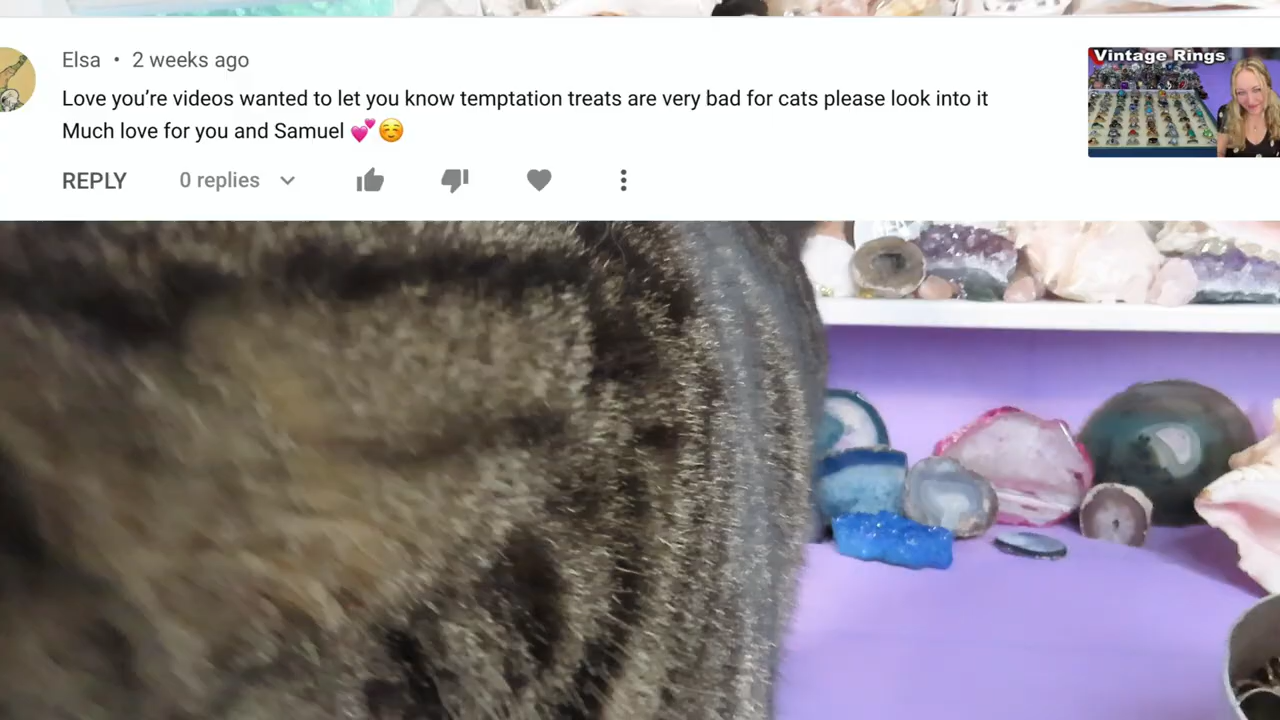 Elsa • 2 weeks ago
Love you’re videos wanted to let you know temptation treats are very bad for cats please look into it
Much love for you and Samuel 💕☺️
REPLY 0 replies
Vintage Rings